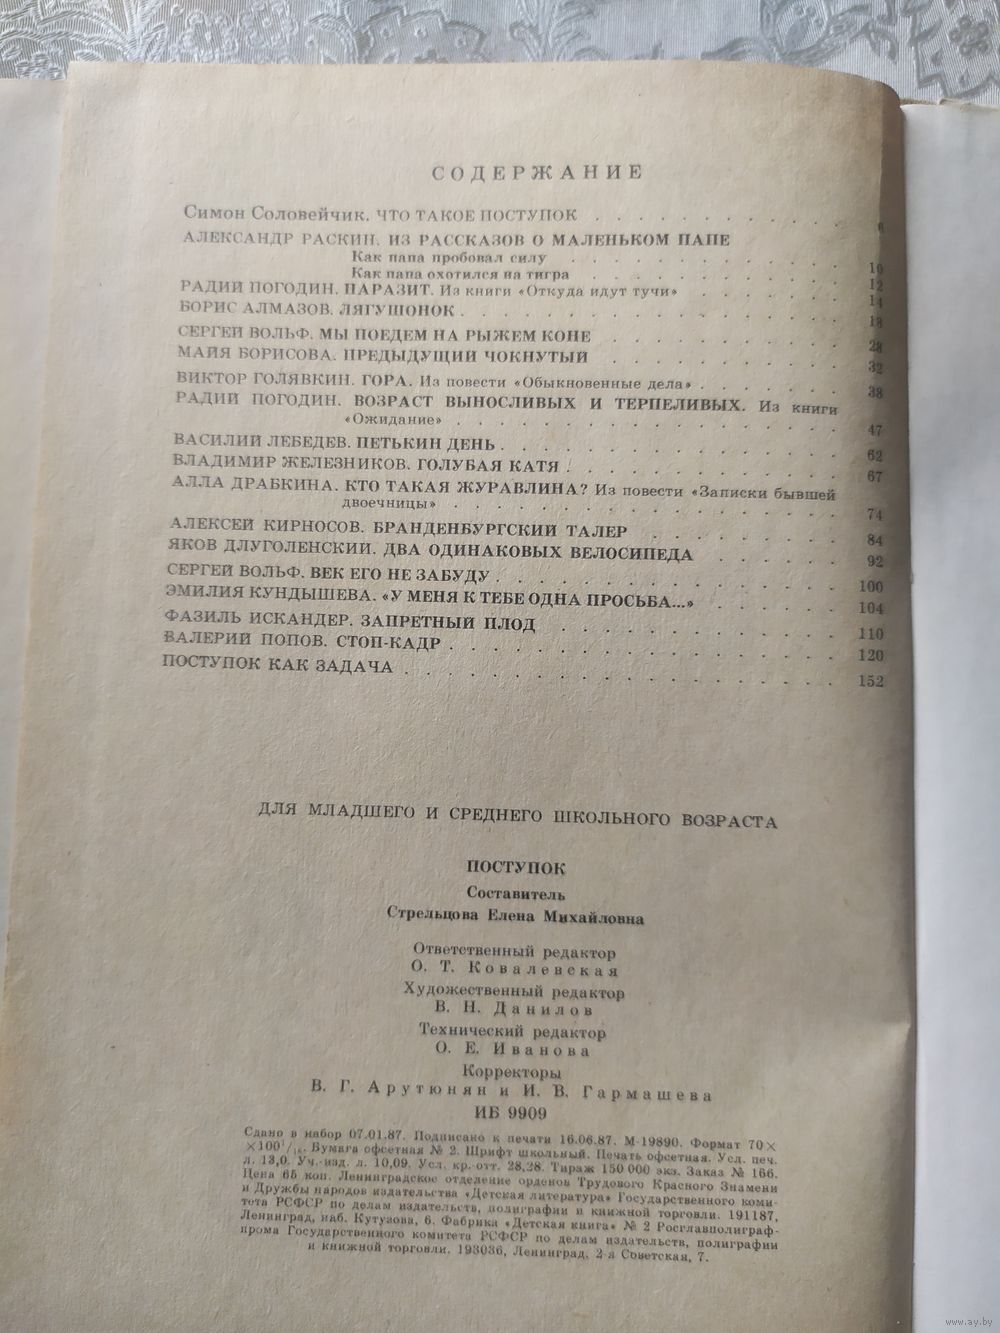 СОДЕРЖАНИЕ
Симон Соловейчик. ЧТО ТАКОЕ ПОСТУПОК . . . . . . . . . . .
АЛЕКСАНДР РАСКИН. ИЗ РАССКАЗОВ О МАЛЕНЬКОМ ПАПЕ
Как папа пробовал силу . . . . . . . . . . . . 10
Как папа охотился на тигра . . . . . . . . . . . 12
РАДИЙ ПОГОДИН. ПАРАЗИТ. Из книги «Откуда идут тучи» . . . . . . 14
БОРИС АЛМАЗОВ. ЛЯГУШОНОК . . . . . . . . . . . . . . . . 18
СЕРГЕЙ ВОЛЬФ. МЫ ПОЕДЕМ НА РЫЖЕМ КОНЕ . . . . . . . . . . 28
МАЙЯ БОРИСОВА. ПРЕДЫДУЩИЙ ЧОКНУТЫЙ . . . . . . . . . . 32
ВИКТОР ГОЛЯВКИН. ГОРА. Из повести «Обыкновенные дела» . . . . . . 38
РАДИЙ ПОГОДИН. ВОЗРАСТ ВЫНОСЛИВЫХ И ТЕРПЕЛИВЫХ. Из книги
«Ожидание» . . . . . . . . . . . . . . . . 47
ВАСИЛИЙ ЛЕБЕДЕВ. ПЕТЬКИН ДЕНЬ . . . . . . . . . . . . . . 62
ВЛАДИМИР ЖЕЛЕЗНИКОВ. ГОЛУБАЯ КАТЯ . . . . . . . . . . . . 67
АЛЛА ДРАБКИНА. КТО ТАКАЯ ЖУРАВЛИНА? Из повести «Записки бывшей
двоечницы» . . . . . . . . . . . . . . . . 74
АЛЕКСЕЙ КИРНОСОВ. БРАНДЕНБУРГСКИЙ ТАЛЕР . . . . . . . . 84
ЯКОВ ДЛУГОЛЕНСКИЙ. ДВА ОДИНАКОВЫХ ВЕЛОСИПЕДА . . . . . . 92
СЕРГЕЙ ВОЛЬФ. ВЕК ЕГО НЕ ЗАБУДУ . . . . . . . . . . . . . . 100
ЭМИЛИЯ КУНДЫШЕВА. «У МЕНЯ К ТЕБЕ ОДНА ПРОСЬБА...» . . . . . . 104
ФАЗИЛЬ ИСКАНДЕР. ЗАПРЕТНЫЙ ПЛОД . . . . . . . . . . . . 110
ВАЛЕРИЙ ПОПОВ. СТОП-КАДР . . . . . . . . . . . . . . . . 120
ПОСТУПОК КАК ЗАДАЧА . . . . . . . . . . . . . . . . . . 152
ДЛЯ МЛАДШЕГО И СРЕДНЕГО ШКОЛЬНОГО ВОЗРАСТА
ПОСТУПОК
Составитель
Стрельцова Елена Михайловна
Ответственный редактор
О. Т. Ковалевская
Художественный редактор
В. Н. Данилов
Технический редактор
О. Е. Иванова
Корректоры
В. Г. Арутюнян и И. В. Гармашева
ИБ 9909
Сдано в набор 07.01.87. Подписано к печати 16.06.87. М-19890. Формат 70×
×100 1/16. Бумага офсетная № 2. Шрифт школьный. Печать офсетная. Усл. печ.
л. 13,0. Уч.-изд. л. 10,09. Усл. кр.-отт. 28,28. Тираж 150 000 экз. Заказ № 166.
Цена 65 коп. Ленинградское отделение орденов Трудового Красного Знамени
и Дружбы народов издательства «Детская литература» Государственного коми-
тета РСФСР по делам издательств, полиграфии и книжной торговли. 191187,
Ленинград, наб. Кутузова, 6. Фабрика «Детская книга» № 2 Росглавполиграф-
прома Государственного комитета РСФСР по делам издательств, полиграфии
и книжной торговли. 193036, Ленинград, 2-я Советская, 7.
www.ay.by